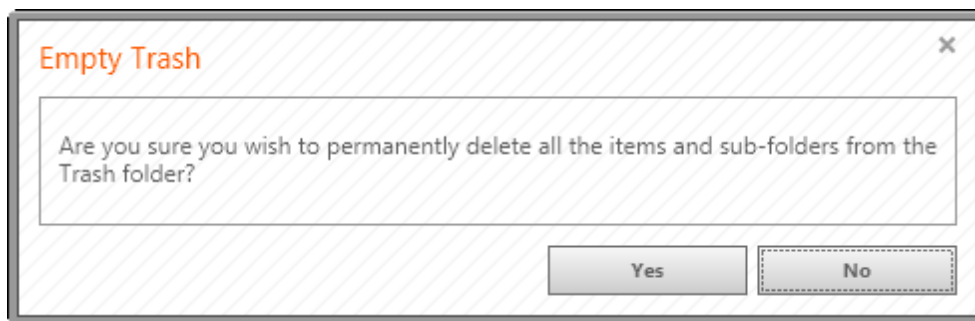 Empty Trash
Are you sure you wish to permanently delete all the items and sub-folders from the
Trash folder?
Yes
No